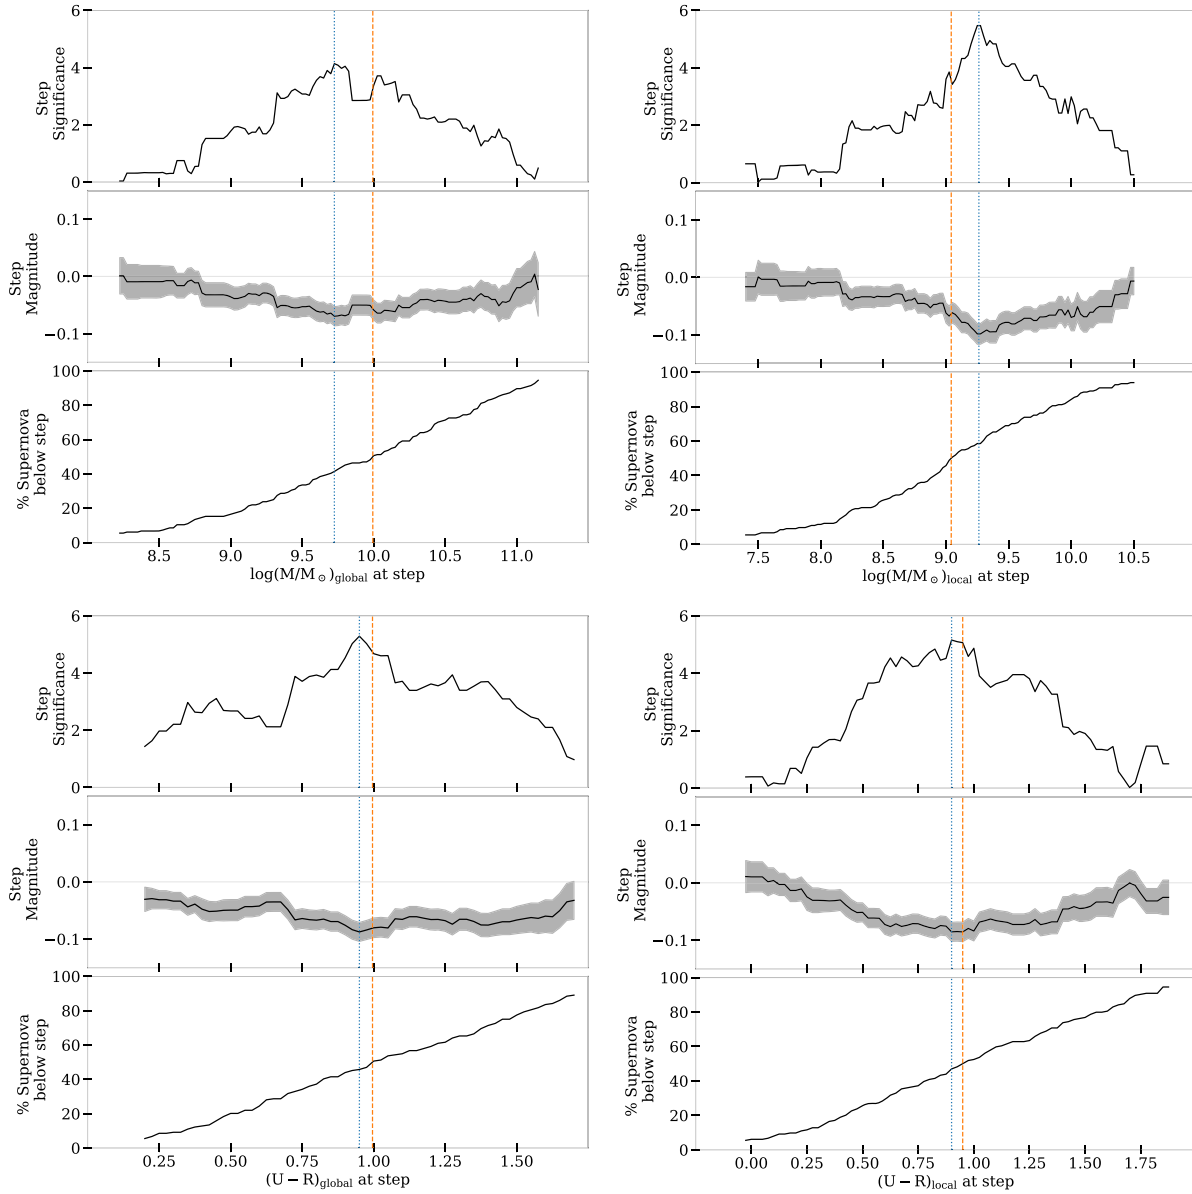 Step
Significance
6
4
2
0
Step
Magnitude
0.1
0.0
−0.1
% Supernova
below step
100
80
60
40
20
0
8.5 9.0 9.5 10.0 10.5 11.0
log(M/M⊙)global at step
Step
Significance
6
4
2
0
Step
Magnitude
0.1
0.0
−0.1
% Supernova
below step
100
80
60
40
20
0
7.5 8.0 8.5 9.0 9.5 10.0 10.5
log(M/M⊙)local at step
Step
Significance
6
4
2
0
Step
Magnitude
0.1
0.0
−0.1
% Supernova
below step
100
80
60
40
20
0
0.25 0.50 0.75 1.00 1.25 1.50
(U − R)global at step
Step
Significance
6
4
2
0
Step
Magnitude
0.1
0.0
−0.1
% Supernova
below step
100
80
60
40
20
0
0.00 0.25 0.50 0.75 1.00 1.25 1.50 1.75
(U − R)local at step